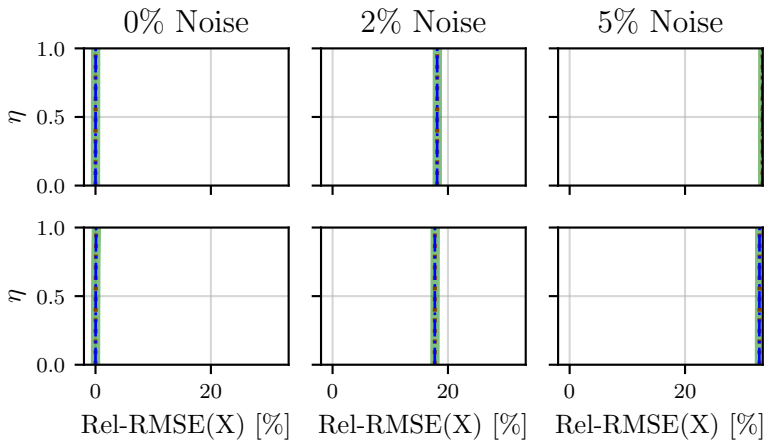 0% Noise 2% Noise 5% Noise
1.0
η 0.5
0.0
1.0
η 0.5
0.0
0 20 0 20 0 20
Rel-RMSE(X) [%] Rel-RMSE(X) [%] Rel-RMSE(X) [%]